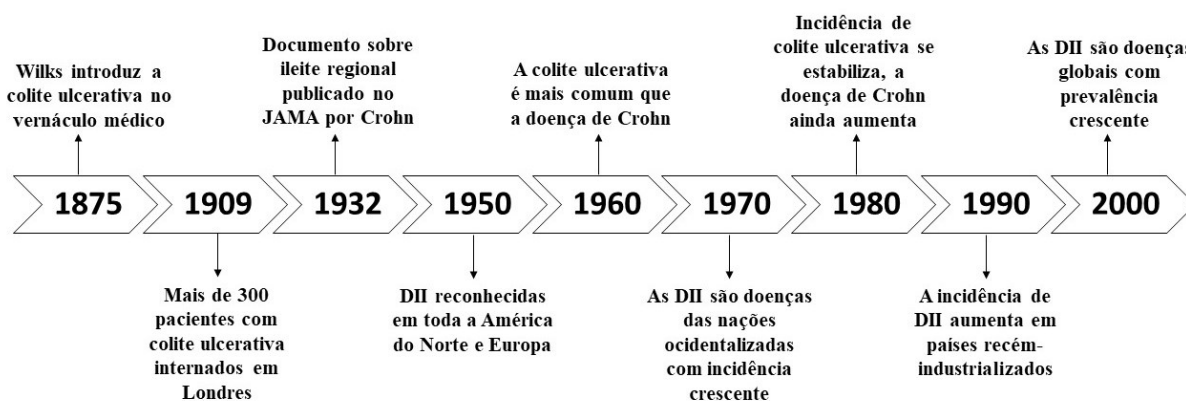 Wilks introduz a
colite ulcerativa no
vernáculo médico
Documento sobre
ileite regional
publicado no
JAMA por Crohn
A colite ulcerativa
é mais comum que
a doença de Crohn
Incidência de
colite ulcerativa se
estabiliza, a
doença de Crohn
ainda aumenta
As DII são doenças
globais com
prevalência
crescente
1875
1909
1932
1950
1960
1970
1980
1990
2000
Mais de 300
pacientes com
colite ulcerativa
internados em
Londres
DII reconhecidas
em toda a América
do Norte e Europa
As DII são doenças
das nações
ocidentalizadas
com incidência
crescente
A incidência de
DII aumenta em
países recém-
industrializados